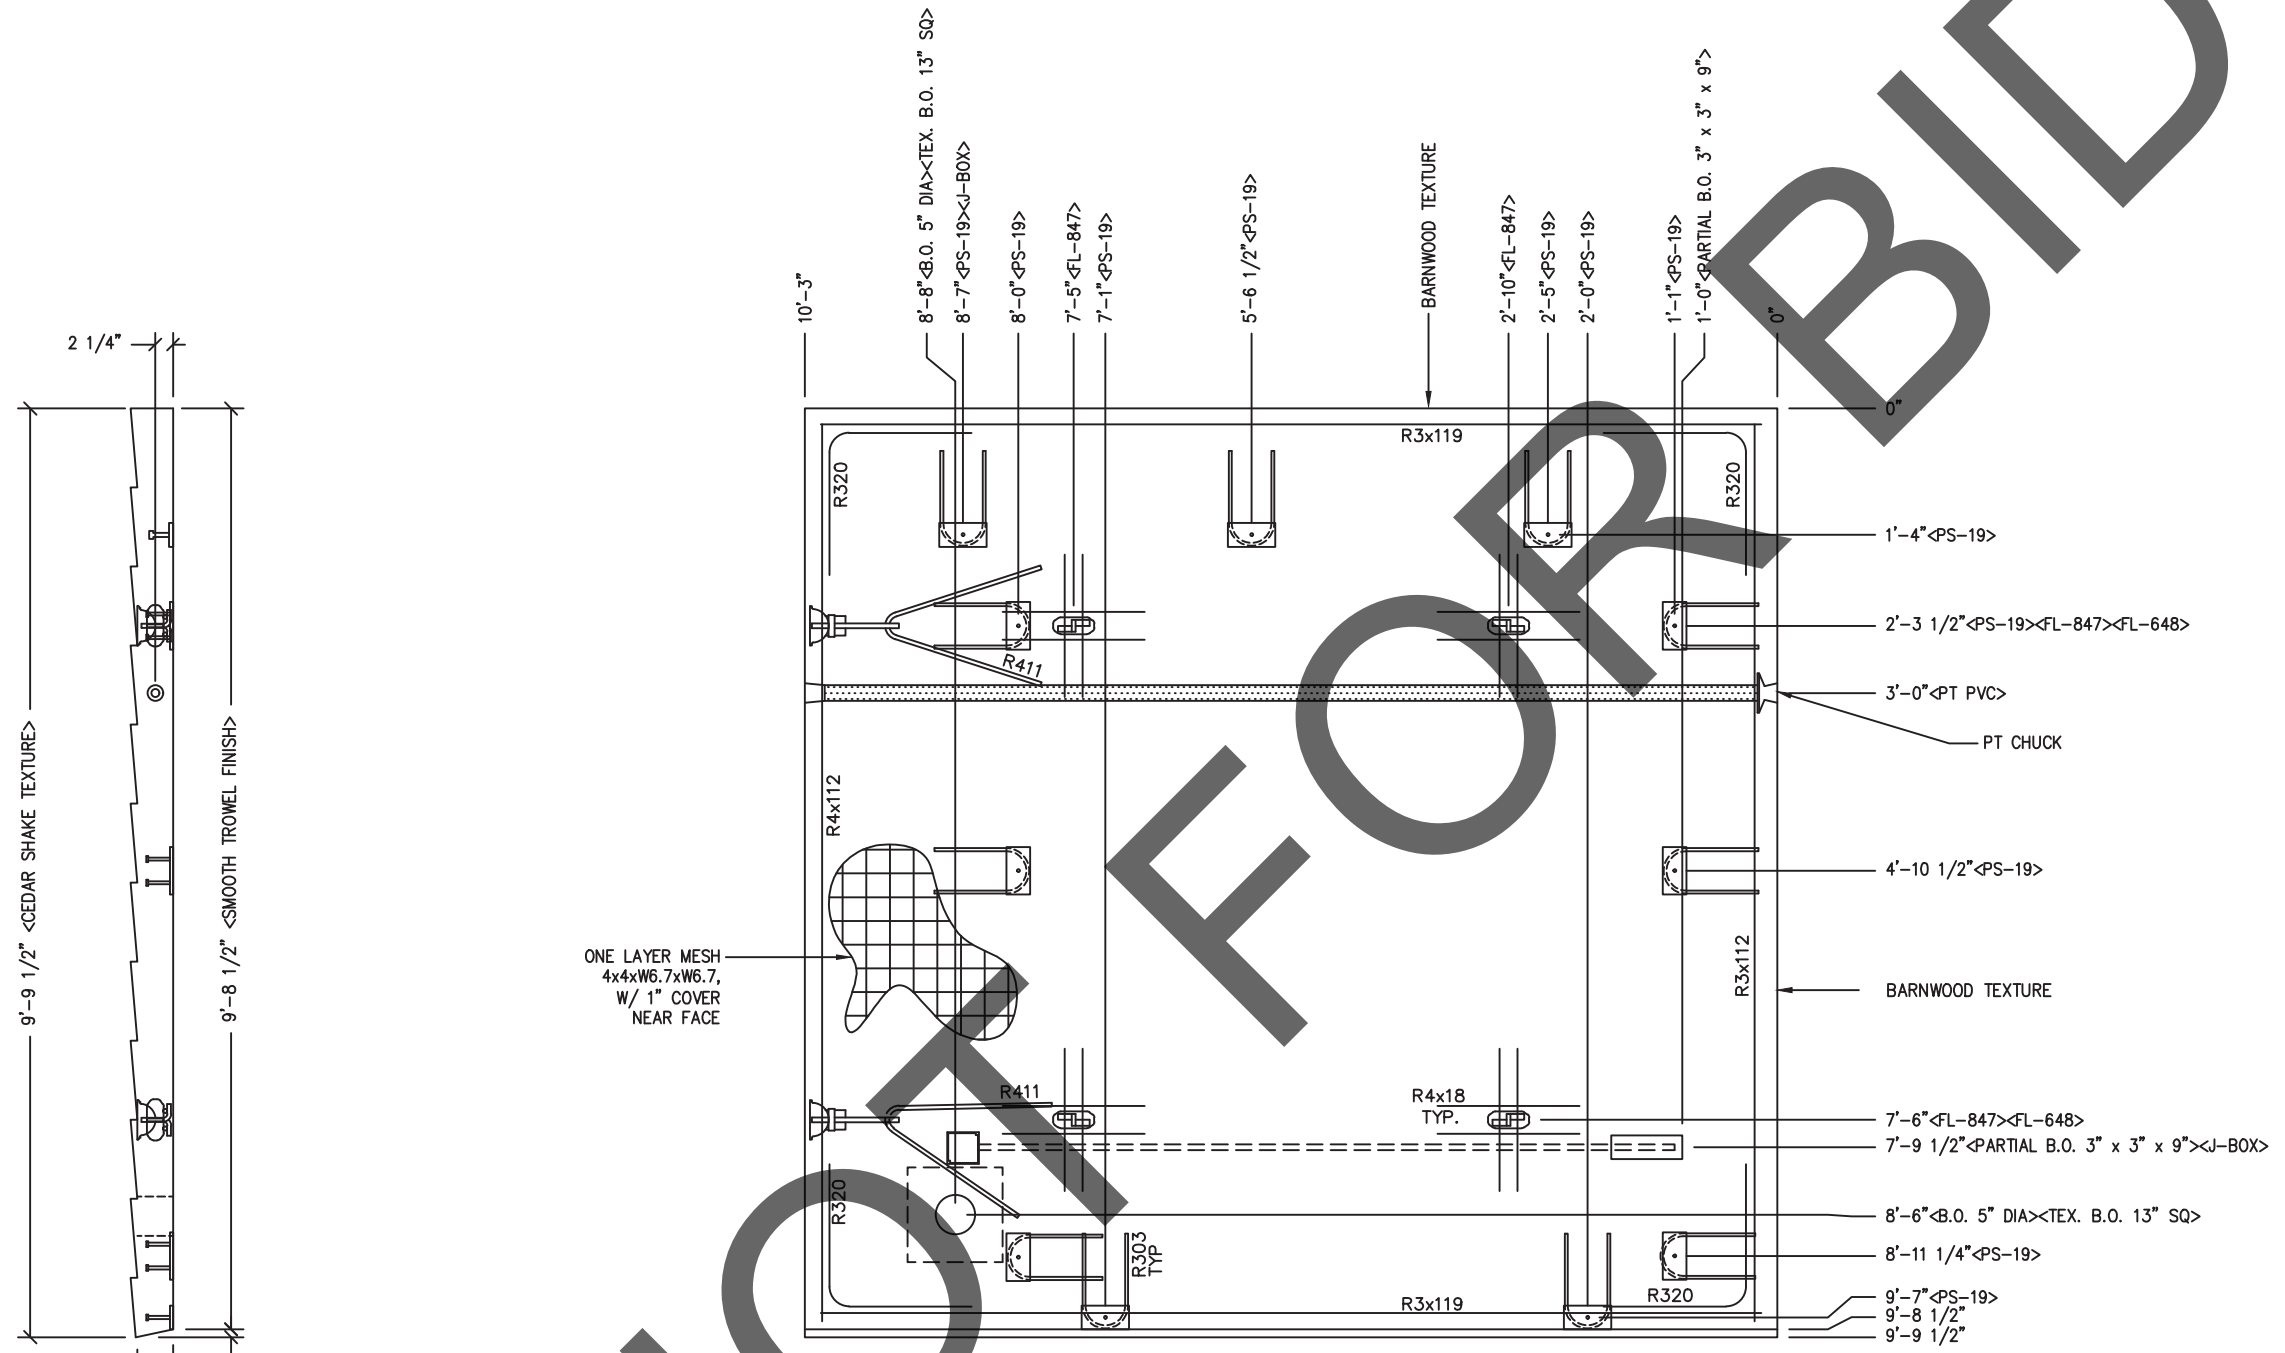 2 1/4"
9'-9 1/2" <CEDAR SHAKE TEXTURE>
9'-8 1/2" <SMOOTH TROWEL FINISH>
10'-3"
8'-8"<B.O. 5" DIA><TEX. B.O. 13" SQ>
8'-7"<PS-19><J-BOX>
8'-0"<PS-19>
7'-5"<FL-847>
7'-1"<PS-19>
5'-6 1/2"<PS-19>
BARNWOOD TEXTURE
2'-10"<FL-847>
2'-5"<PS-19>
2'-0"<PS-19>
1'-1"<PS-19>
1'-0"<PARTIAL B.O. 3" x 3" x 9">
0"
0"
R3x119
R320
R320
1'-4"<PS-19>
2'-3 1/2"<PS-19><FL-847><FL-648>
R411
3'-0"<PT PVC>
PT CHUCK
R4x112
4'-10 1/2"<PS-19>
ONE LAYER MESH
4x4xW6.7xW6.7,
W/ 1" COVER
NEAR FACE
R3x112
BARNWOOD TEXTURE
R411
R4x18
TYP.
7'-6"<FL-847><FL-648>
7'-9 1/2"<PARTIAL B.O. 3" x 3" x 9"><J-BOX>
R320
8'-6"<B.O. 5" DIA><TEX. B.O. 13" SQ>
R303
TYP
8'-11 1/4"<PS-19>
R320
R3x119
9'-7"<PS-19>
9'-8 1/2"
9'-9 1/2"
NOT FOR BID